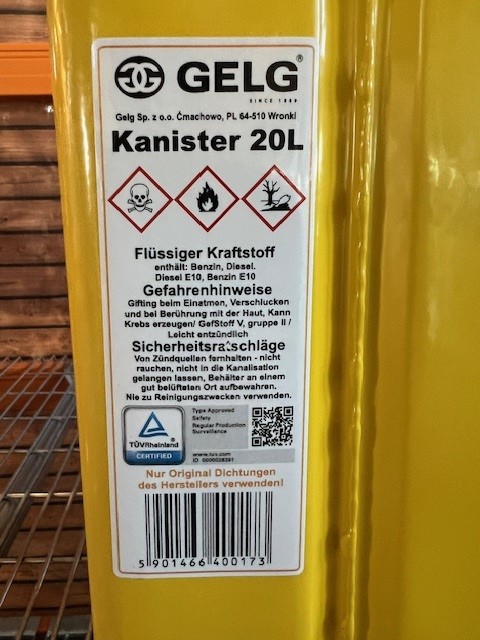 GELG®
SINCE 1989
Gelg Sp. z o.o. Ćmachowo, PL 64-510 Wronki
Kanister 20L
Flüssiger Kraftstoff
enthält: Benzin, Diesel.
Diesel E10, Benzin E10
Gefahrenhinweise
Gifting beim Einatmen, Verschlucken
und bei Berührung mit der Haut, Kann
Krebs erzeugen/ GefStoff V, gruppe II /
Leicht entzündlich
Sicherheitsratschläge
Von Zündquellen fernhalten - nicht
rauchen, nicht in die Kanalisation
gelangen lassen, Behälter an einem
gut belüfteten Ort aufbewahren.
Nie zu Reinigungszwecken verwenden.
TÜVRheinland
CERTIFIED
Type Approved
Safety
Regular Production
Surveillance
www.tuv.com
ID
Nur Original Dichtungen
des Herstellers verwenden!
5 901466 400173